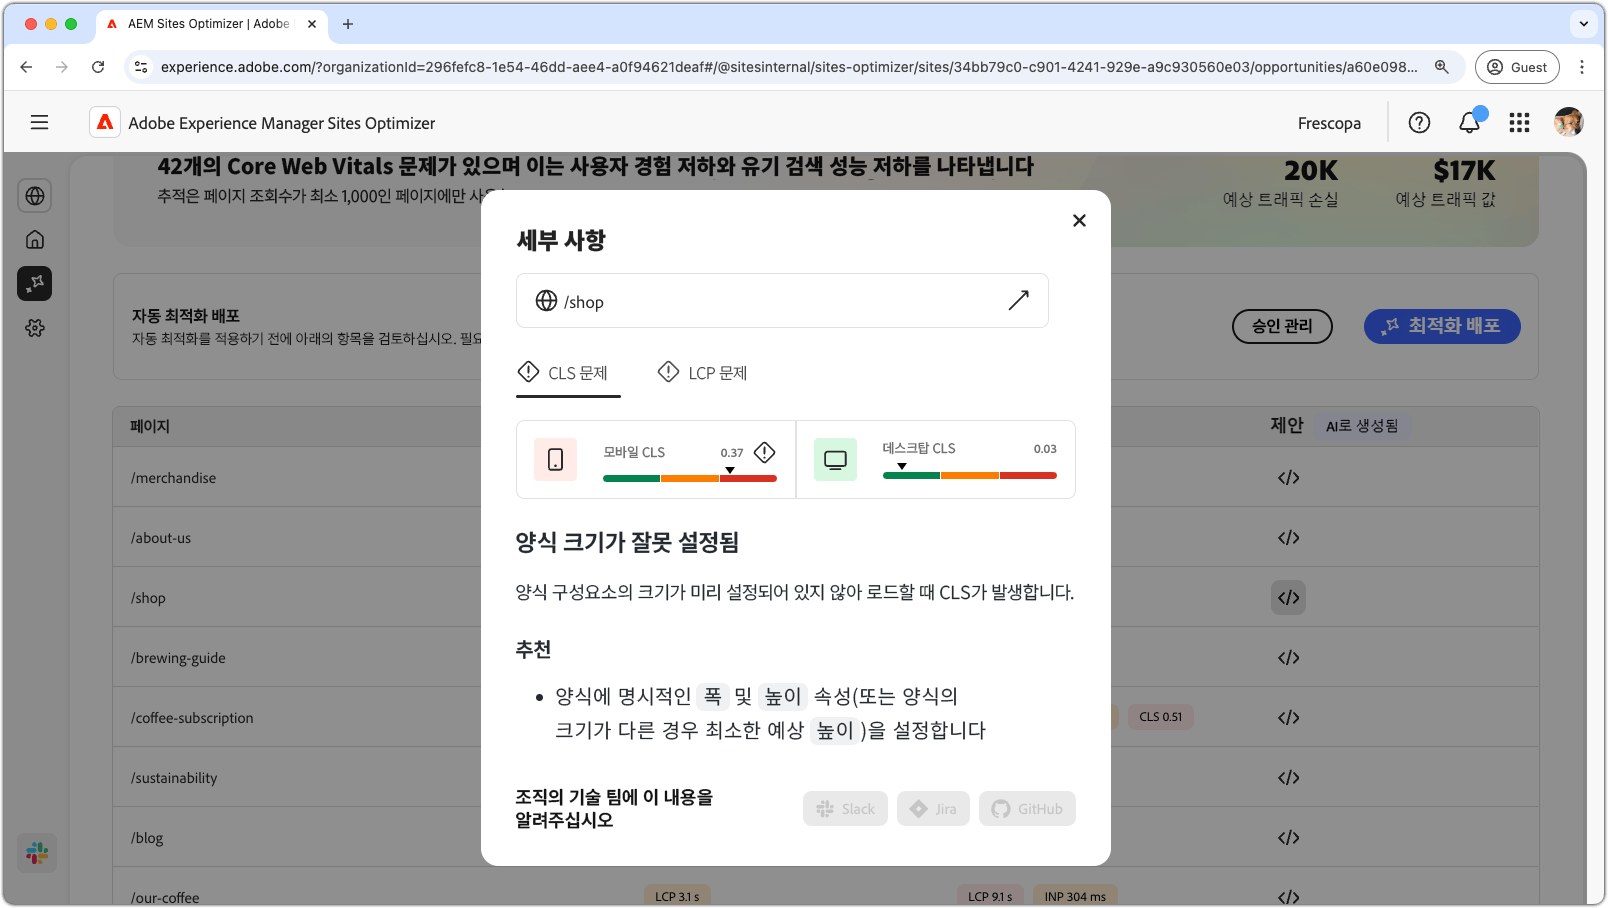 AEM Sites Optimizer | Adobe
experience.adobe.com/?organizationId=296fefc8-1e54-46dd-aee4-a0f94621deaf#/@sitesinternal/sites-optimizer/sites/34bb79c0-c901-4241-929e-a9c930560e03/opportunities/a60e098...
Guest
Adobe Experience Manager Sites Optimizer
Frescopa
42개의 Core Web Vitals 문제가 있으며 이는 사용자 경험 저하와 유기 검색 성능 저하를 나타냅니다
추적은 페이지 조회수가 최소 1,000인 페이지에만
20K
예상 트래픽 손실
$17K
예상 트래픽 값
자동 최적화 배포
자동 최적화를 적용하기 전에 아래의 항목을 검토하십시오.
승인 관리
최적화 배포
페이지
제안
AI로 생성됨
/merchandise
/about-us
/shop
/brewing-guide
/coffee-subscription
CLS 0.51
/sustainability
/blog
/our-coffee
LCP 3.1 s
LCP 9.1 s
INP 304 ms
세부 사항
/shop
CLS 문제
LCP 문제
모바일 CLS
0.37
데스크탑 CLS
0.03
양식 크기가 잘못 설정됨
양식 구성요소의 크기가 미리 설정되어 있지 않아 로드할 때 CLS가 발생합니다.
추천
• 양식에 명시적인 폭 및 높이 속성(또는 양식의
크기가 다른 경우 최소한 예상 높이 )을 설정합니다
조직의 기술 팀에 이 내용을
알려주십시오
Slack
Jira
GitHub